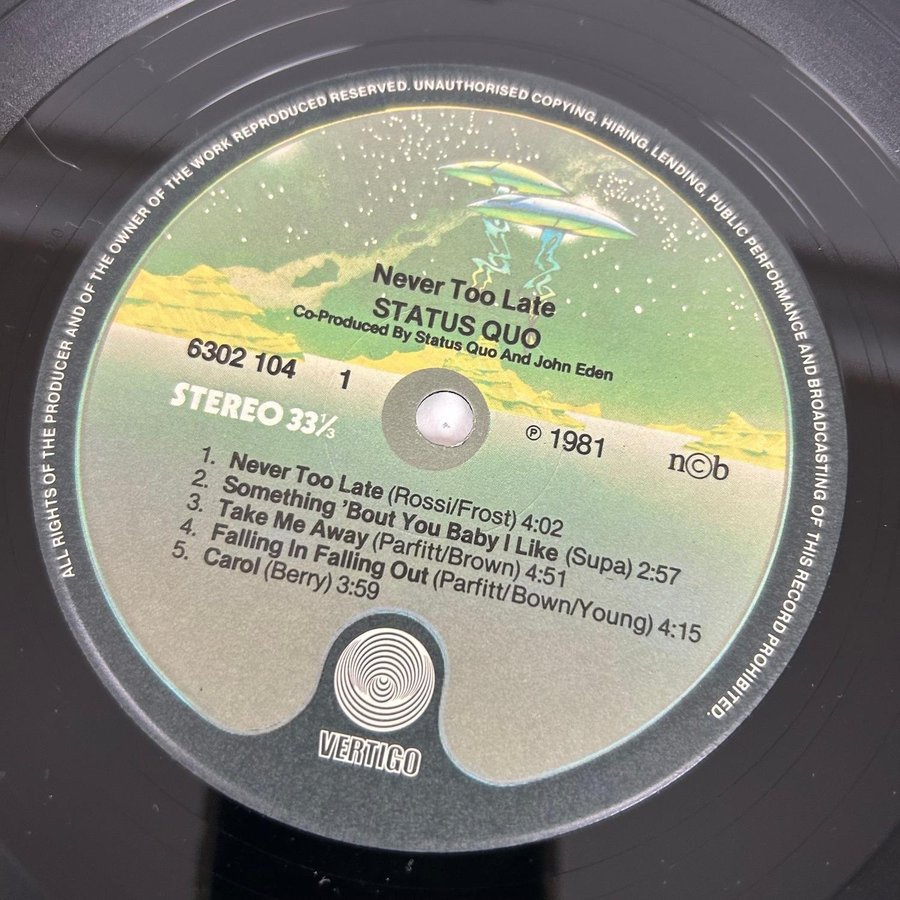 ALL RIGHTS OF THE PRODUCER AND OF THE OWNER OF THE WORK REPRODUCED RESERVED. UNAUTHORISED COPYING, HIRING, LENDING, PUBLIC PERFORMANCE AND BROADCASTING OF THIS RECORD PROHIBITED.
Never Too Late
STATUS QUO
Co-Produced By Status Quo And John Eden
6302 104 1
STEREO 33⅓
℗ 1981
n©b
1. Never Too Late (Rossi/Frost) 4:02
2. Something 'Bout You Baby I Like (Supa) 2:57
3. Take Me Away (Parfitt/Brown) 4:51
4. Falling In Falling Out (Parfitt/Bown/Young) 4:15
5. Carol (Berry) 3:59
VERTIGO